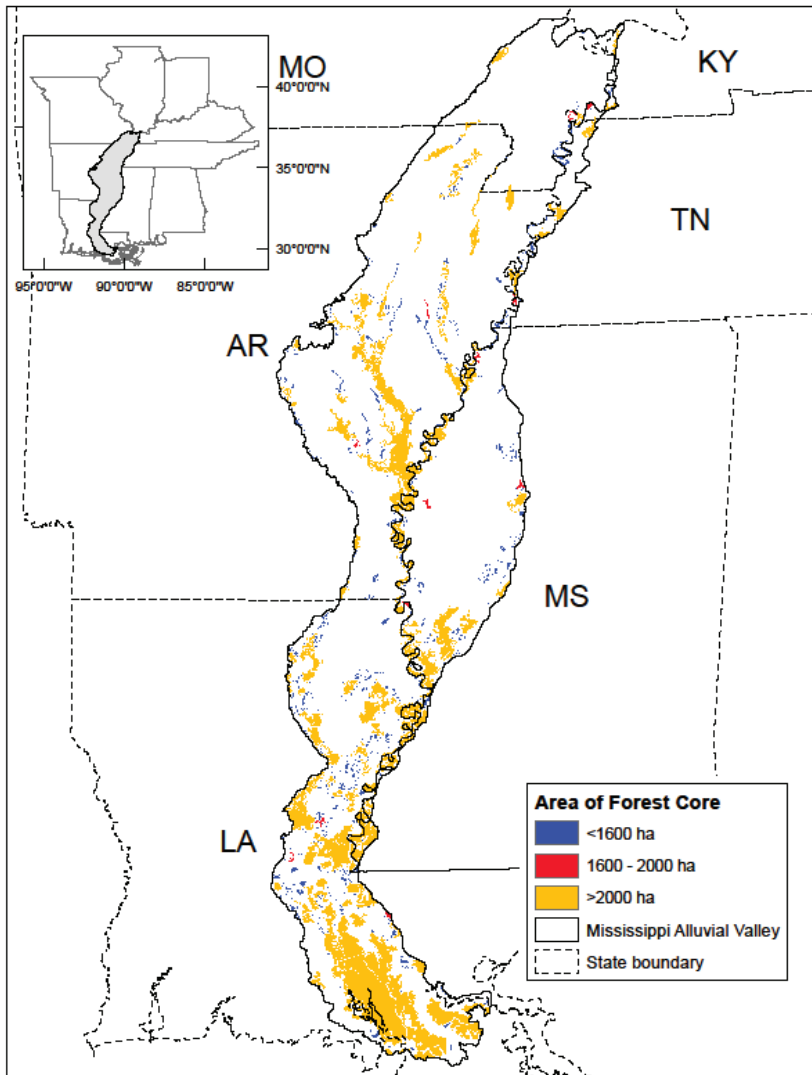 MO
KY
40°0'0"N
35°0'0"N
TN
30°0'0"N
95°0'0"W
90°0'0"W
85°0'0"W
AR
MS
Area of Forest Core
<1600 ha
1600 - 2000 ha
>2000 ha
LA
Mississippi Alluvial Valley
State boundary